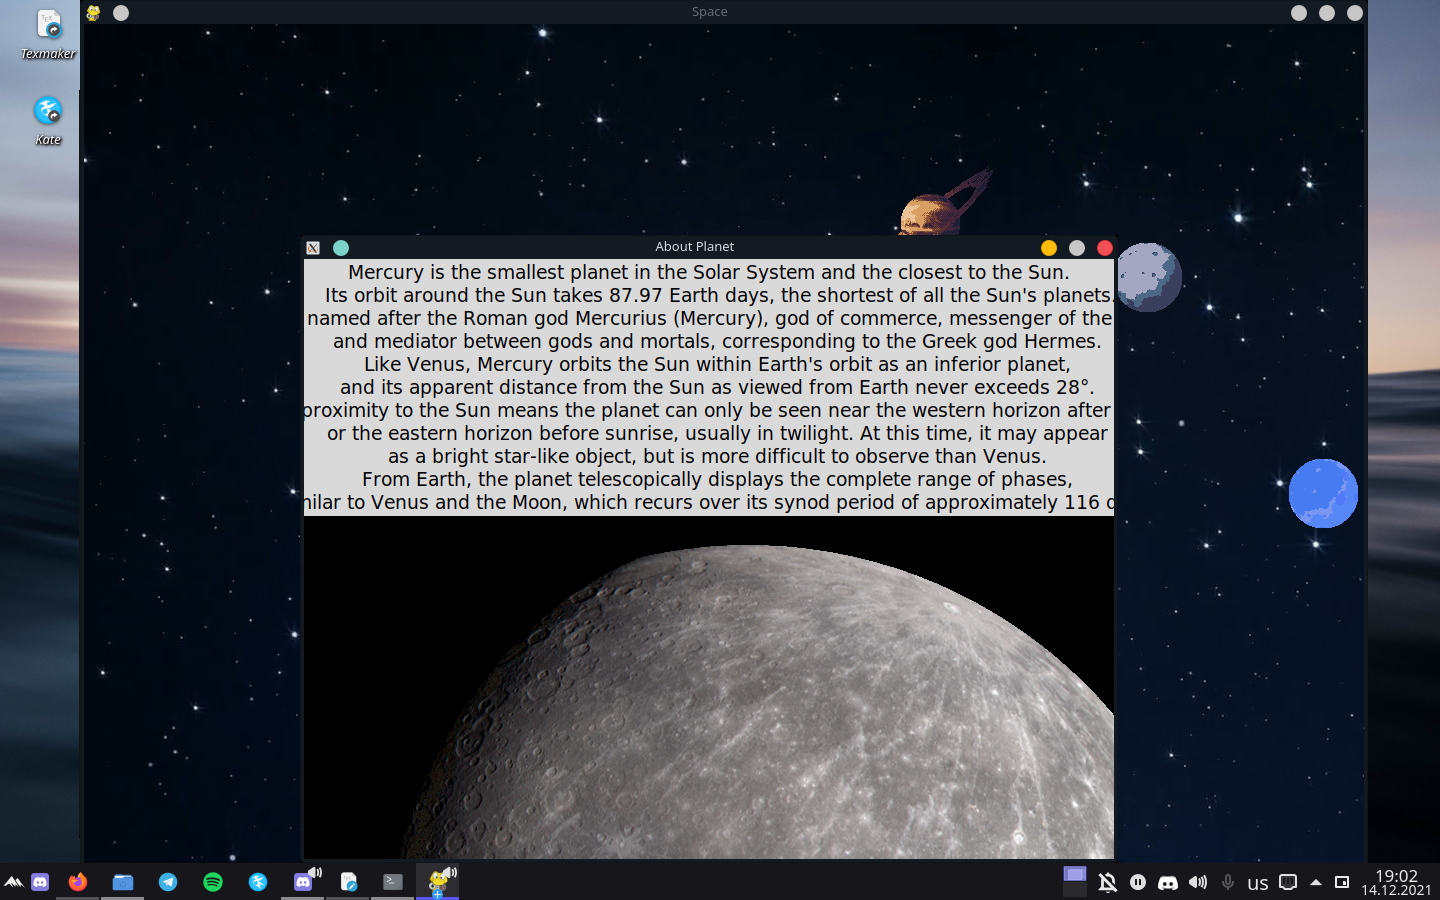 Space
Texmaker
Kate
About Planet
Mercury is the smallest planet in the Solar System and the closest to the Sun.
Its orbit around the Sun takes 87.97 Earth days, the shortest of all the Sun's planets.
named after the Roman god Mercurius (Mercury), god of commerce, messenger of the
and mediator between gods and mortals, corresponding to the Greek god Hermes.
Like Venus, Mercury orbits the Sun within Earth's orbit as an inferior planet,
and its apparent distance from the Sun as viewed from Earth never exceeds 28°.
proximity to the Sun means the planet can only be seen near the western horizon after
or the eastern horizon before sunrise, usually in twilight. At this time, it may appear
as a bright star-like object, but is more difficult to observe than Venus.
From Earth, the planet telescopically displays the complete range of phases,
to Venus and the Moon, which recurs over its synod period of approximately 116
us
19:02
14.12.2021